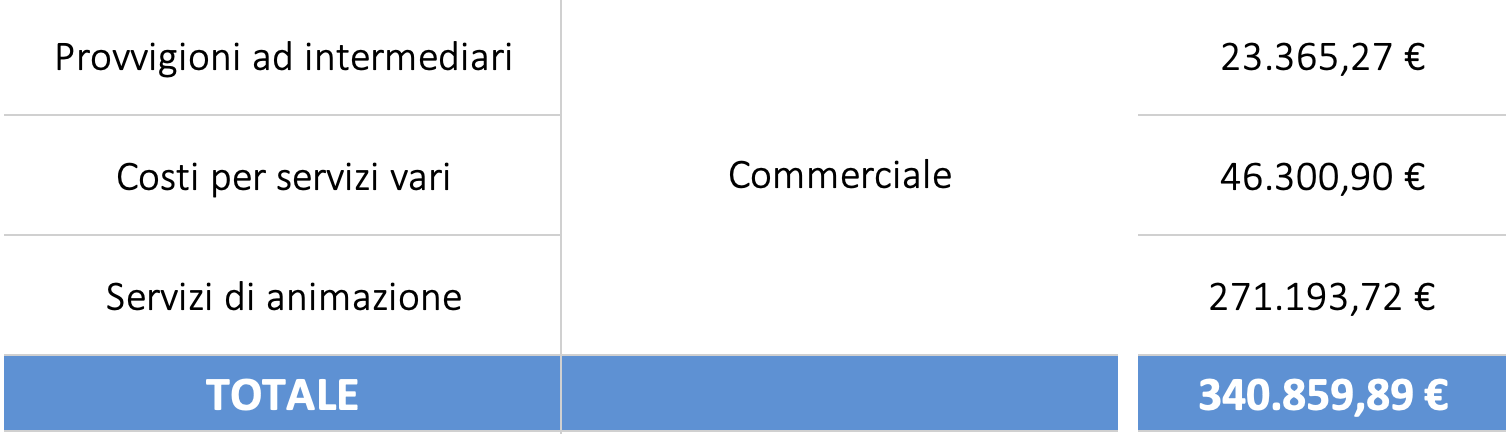 Provvigioni ad intermediari 23.365,27 €
Costi per servizi vari Commerciale 46.300,90 €
Servizi di animazione 271.193,72 €
TOTALE 340.859,89 €